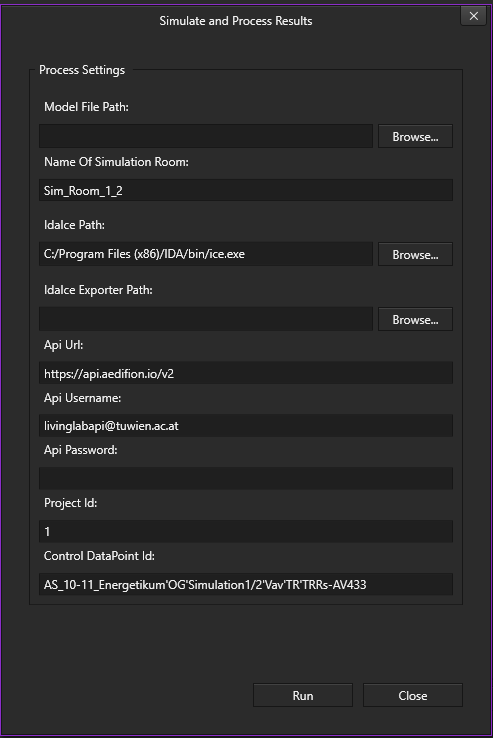 Simulate and Process Results
Process Settings
Model File Path:
Browse...
Name Of Simulation Room:
Sim_Room_1_2
IdaIce Path:
C:/Program Files (x86)/IDA/bin/ice.exe
Browse...
IdaIce Exporter Path:
Browse...
Api Url:
https://api.aedifion.io/v2
Api Username:
livinglabapi@tuwien.ac.at
Api Password:
Project Id:
1
Control DataPoint Id:
AS_10-11_Energetikum'OG'Simulation1/2'Vav'TR'TRRs-AV433
Run
Close